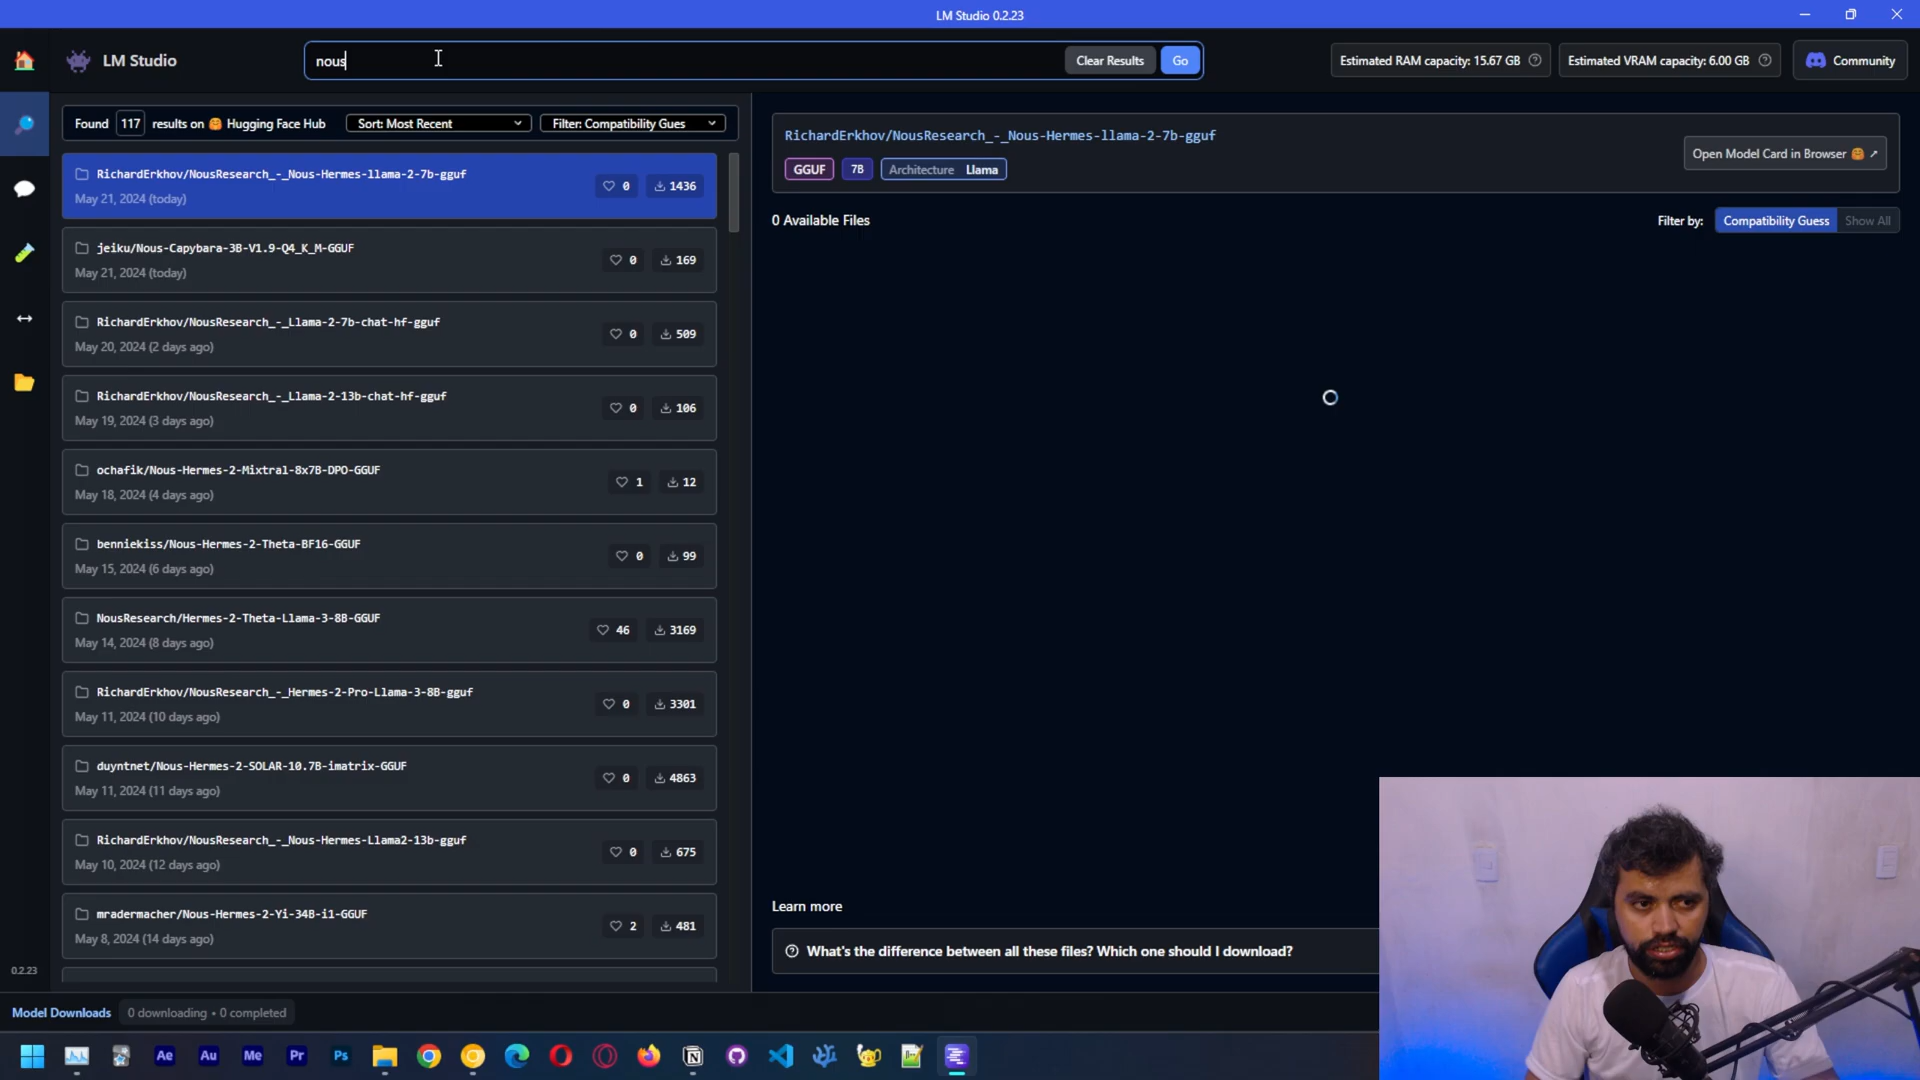 LM Studio 0.2.23
LM Studio
nous
Clear Results
Go
Estimated RAM capacity: 15.67 GB
Estimated VRAM capacity: 6.00 GB
Community
Found 117 results on Hugging Face Hub
Sort: Most Recent
Filter: Compatibility Gues
RichardErkhov/NousResearch_-_Nous-Hermes-llama-2-7b-gguf
May 21, 2024 (today)
0
1436
jeiku/Nous-Capybara-3B-V1.9-Q4_K_M-GGUF
May 21, 2024 (today)
0
169
RichardErkhov/NousResearch_-_Llama-2-7b-chat-hf-gguf
May 20, 2024 (2 days ago)
0
509
RichardErkhov/NousResearch_-_Llama-2-13b-chat-hf-gguf
May 19, 2024 (3 days ago)
0
106
ochafik/Nous-Hermes-2-Mixtral-8x7B-DPO-GGUF
May 18, 2024 (4 days ago)
1
12
benniekiss/Nous-Hermes-2-Theta-BF16-GGUF
May 15, 2024 (6 days ago)
0
99
NousResearch/Hermes-2-Theta-Llama-3-8B-GGUF
May 14, 2024 (8 days ago)
46
3169
RichardErkhov/NousResearch_-_Hermes-2-Pro-Llama-3-8B-gguf
May 11, 2024 (10 days ago)
0
3301
duyntnet/Nous-Hermes-2-SOLAR-10.7B-imatrix-GGUF
May 11, 2024 (11 days ago)
0
4863
RichardErkhov/NousResearch_-_Nous-Hermes-Llama2-13b-gguf
May 10, 2024 (12 days ago)
0
675
mradermacher/Nous-Hermes-2-Yi-34B-i1-GGUF
May 8, 2024 (14 days ago)
2
481
RichardErkhov/NousResearch_-_Nous-Hermes-llama-2-7b-gguf
GGUF
7B
Architecture Llama
Open Model Card in Browser
0 Available Files
Filter by:
Compatibility Guess
Show All
Learn more
What's the difference between all these files? Which one should I download?
0.2.23
Model Downloads
0 downloading • 0 completed
Ae
Au
Me
Pr
Ps